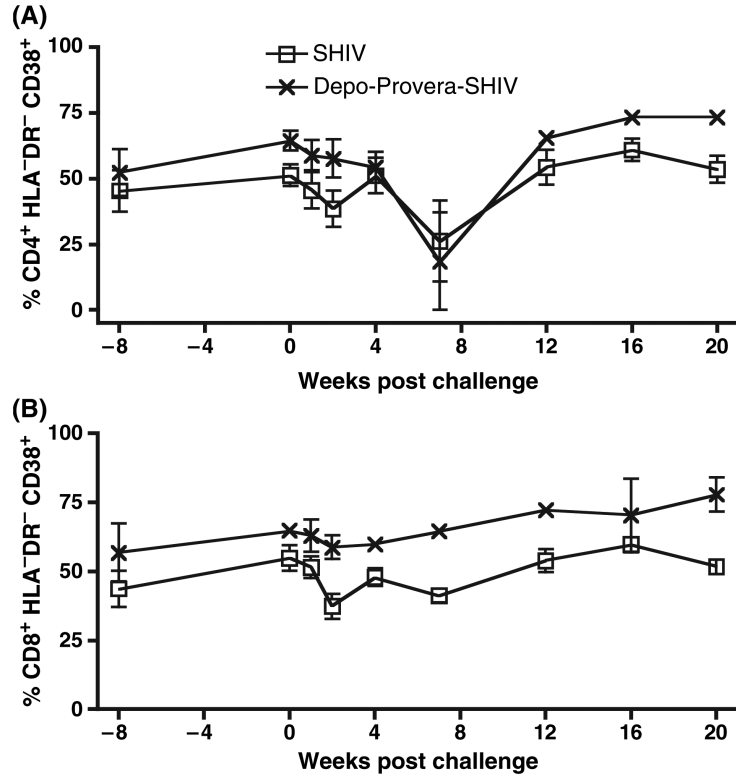 (A)
% CD4⁺ HLA⁻DR⁻ CD38⁺
100
75
50
25
0
SHIV
Depo-Provera-SHIV
−8 −4 0 4 8 12 16 20
Weeks post challenge
(B)
% CD8⁺ HLA⁻DR⁻ CD38⁺
100
75
50
25
0
−8 −4 0 4 8 12 16 20
Weeks post challenge